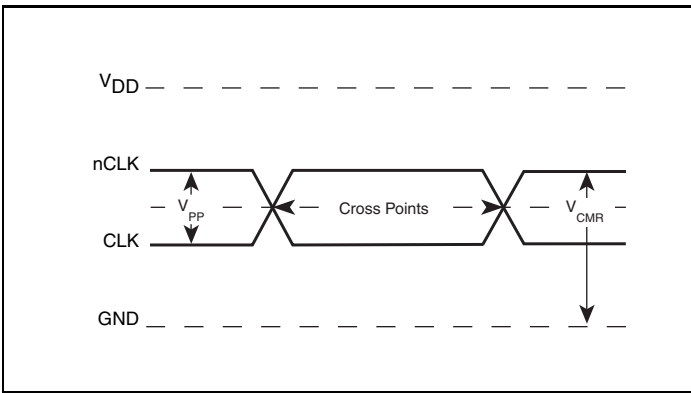 VDD
nCLK
VPP
Cross Points
VCMR
CLK
GND